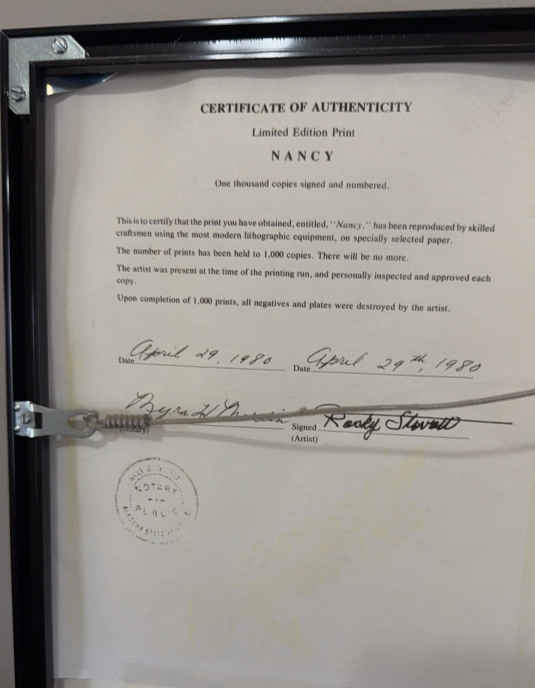 CERTIFICATE OF AUTHENTICITY
Limited Edition Print
NANCY
One thousand copies signed and numbered.
This is to certify that the print you have obtained, entitled, "Nancy," has been reproduced by skilled
craftsmen using the most modern lithographic equipment, on specially selected paper.
The number of prints has been held to 1,000 copies. There will be no more.
The artist was present at the time of the printing run, and personally inspected and approved each
copy.
Upon completion of 1,000 prints, all negatives and plates were destroyed by the artist.
Date April 29, 1980 Date April 29th, 1980
Myra H Signed Rocky
(Artist)
NOTARY
PUBLIC